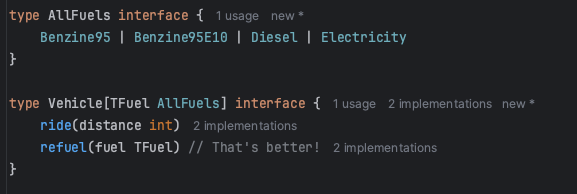 type AllFuels interface { 1 usage new *
    Benzine95 | Benzine95E10 | Diesel | Electricity
}
type Vehicle[TFuel AllFuels] interface { 1 usage 2 implementations new *
    ride(distance int) 2 implementations
    refuel(fuel TFuel) // That's better! 2 implementations
}